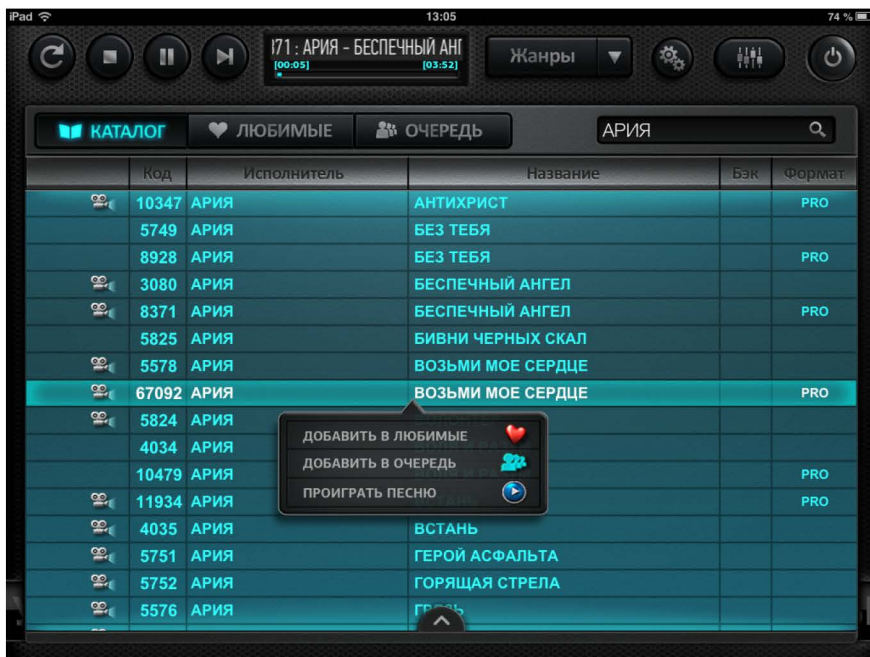 iPad 13:05 74 %
371 : АРИЯ - БЕСПЕЧНЫЙ АНГ
[00:05] [03:52]
Жанры
КАТАЛОГ ЛЮБИМЫЕ ОЧЕРЕДЬ АРИЯ
Код Исполнитель Название Бэк Формат
10347 АРИЯ АНТИХРИСТ PRO
5749 АРИЯ БЕЗ ТЕБЯ
8928 АРИЯ БЕЗ ТЕБЯ PRO
3080 АРИЯ БЕСПЕЧНЫЙ АНГЕЛ
8371 АРИЯ БЕСПЕЧНЫЙ АНГЕЛ PRO
5825 АРИЯ БИВНИ ЧЕРНЫХ СКАЛ
5578 АРИЯ ВОЗЬМИ МОЕ СЕРДЦЕ
67092 АРИЯ ВОЗЬМИ МОЕ СЕРДЦЕ PRO
5824 АРИЯ
ДОБАВИТЬ В ЛЮБИМЫЕ
4034 АРИЯ
ДОБАВИТЬ В ОЧЕРЕДЬ
10479 АРИЯ PRO
ПРОИГРАТЬ ПЕСНЮ
11934 АРИЯ ВСТАНЬ PRO
4035 АРИЯ ВСТАНЬ
5751 АРИЯ ГЕРОЙ АСФАЛЬТА
5752 АРИЯ ГОРЯЩАЯ СТРЕЛА
5576 АРИЯ